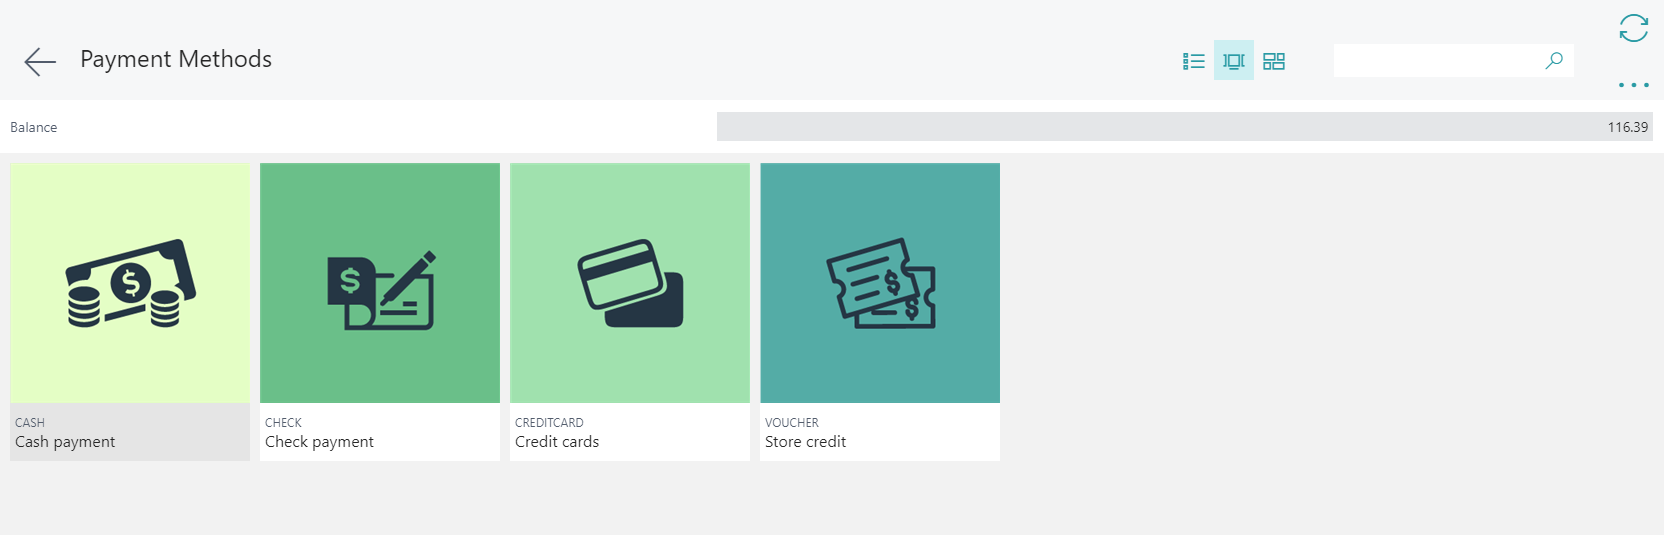 Payment Methods
Balance
116.39
CASH
Cash payment
CHECK
Check payment
CREDITCARD
Credit cards
VOUCHER
Store credit